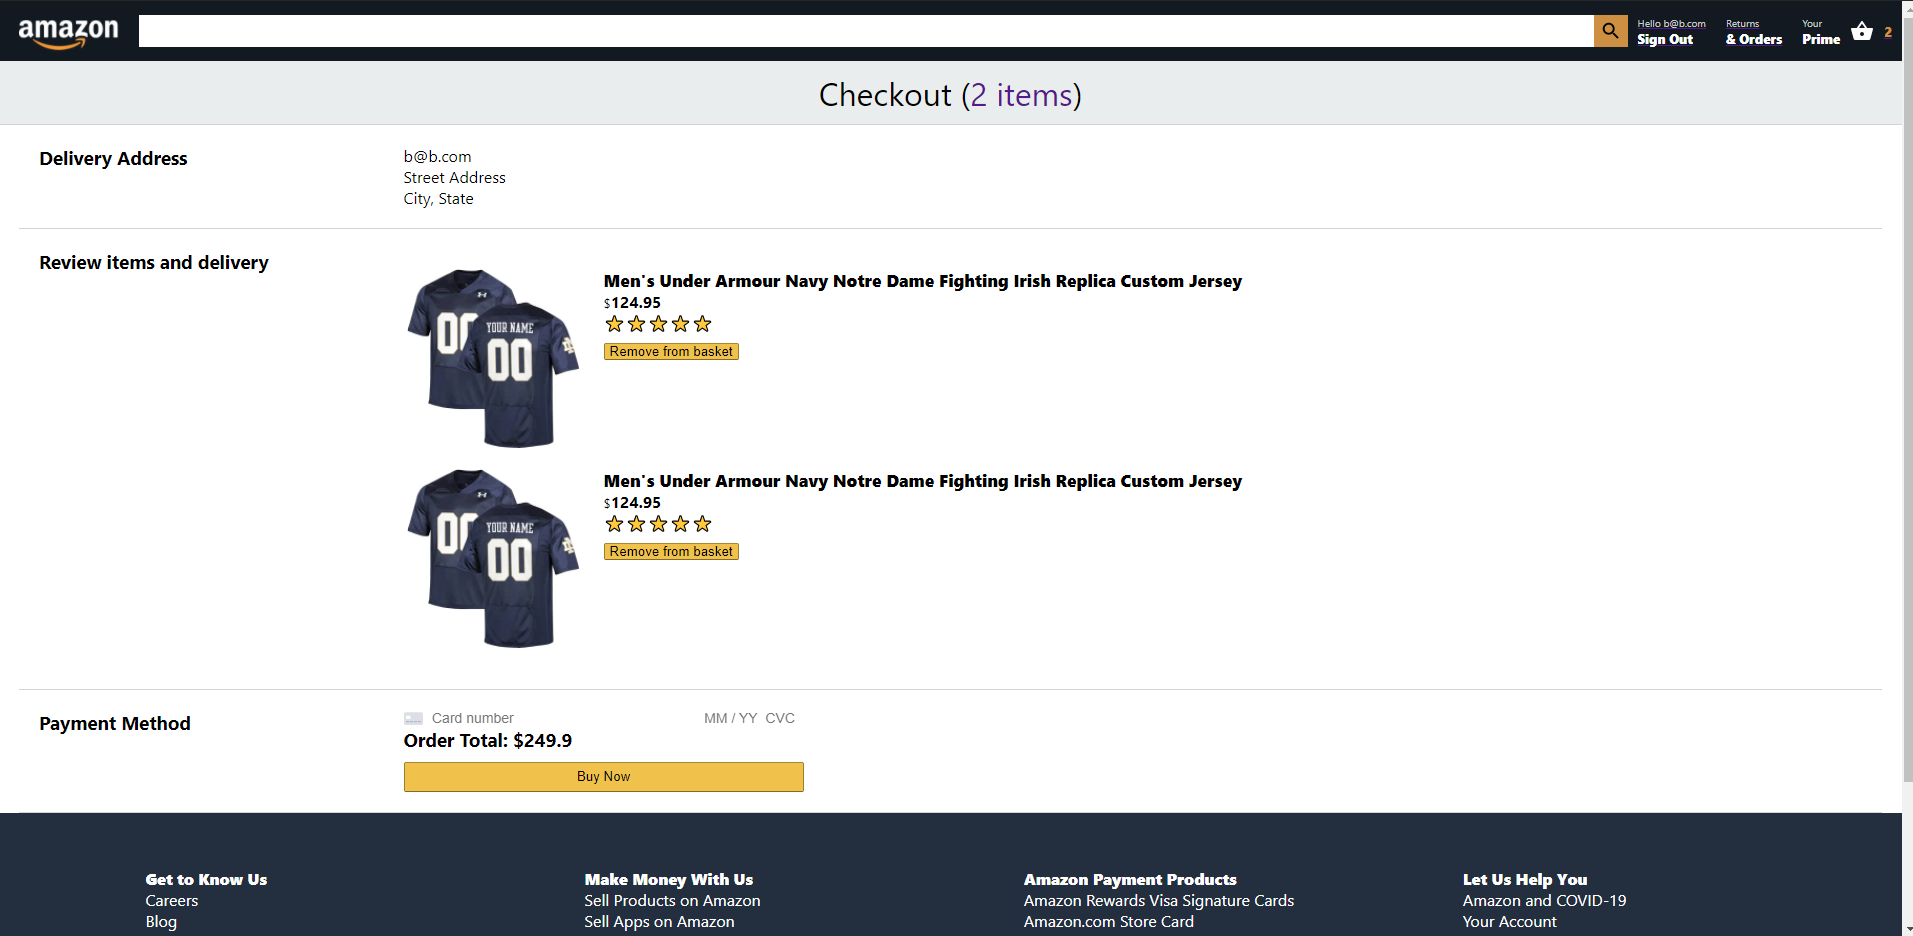 amazon
Hello b@b.com
Sign Out
Returns
& Orders
Your
Prime
2
Checkout (2 items)
Delivery Address
b@b.com
Street Address
City, State
Review items and delivery
00
YOUR NAME
00
Men's Under Armour Navy Notre Dame Fighting Irish Replica Custom Jersey
$124.95
Remove from basket
00
YOUR NAME
00
Men's Under Armour Navy Notre Dame Fighting Irish Replica Custom Jersey
$124.95
Remove from basket
Payment Method
Card number MM / YY CVC
Order Total: $249.9
Buy Now
Get to Know Us
Careers
Blog
Make Money With Us
Sell Products on Amazon
Sell Apps on Amazon
Amazon Payment Products
Amazon Rewards Visa Signature Cards
Amazon.com Store Card
Let Us Help You
Amazon and COVID-19
Your Account